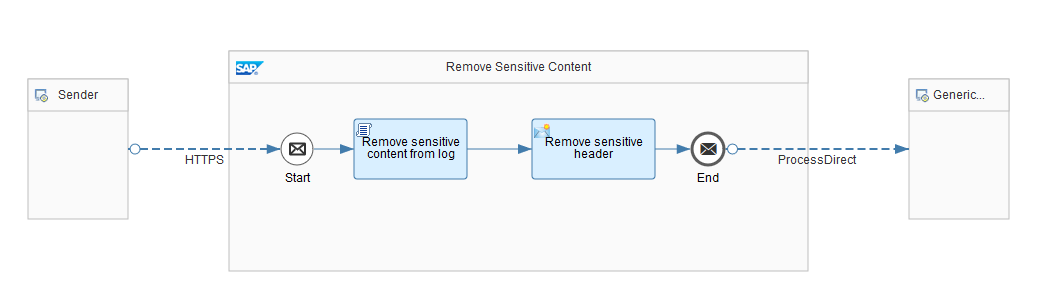 SAP
Remove Sensitive Content
Sender
Generic...
HTTPS
Start
Remove sensitive
content from log
Remove sensitive
header
End
ProcessDirect